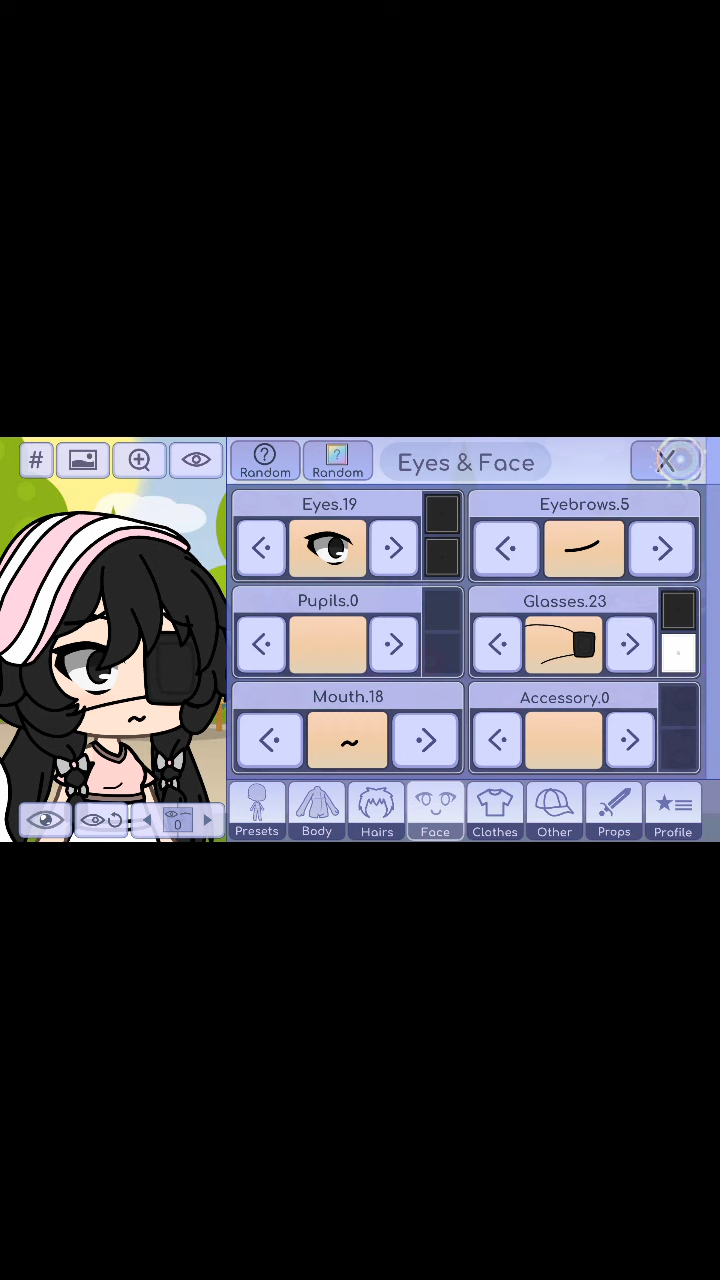 #
? Random
? Random
Eyes & Face
X
Eyes.19
Eyebrows.5
Pupils.0
Glasses.23
Mouth.18
Accessory.0
0
Presets
Body
Hairs
Face
Clothes
Other
Props
Profile